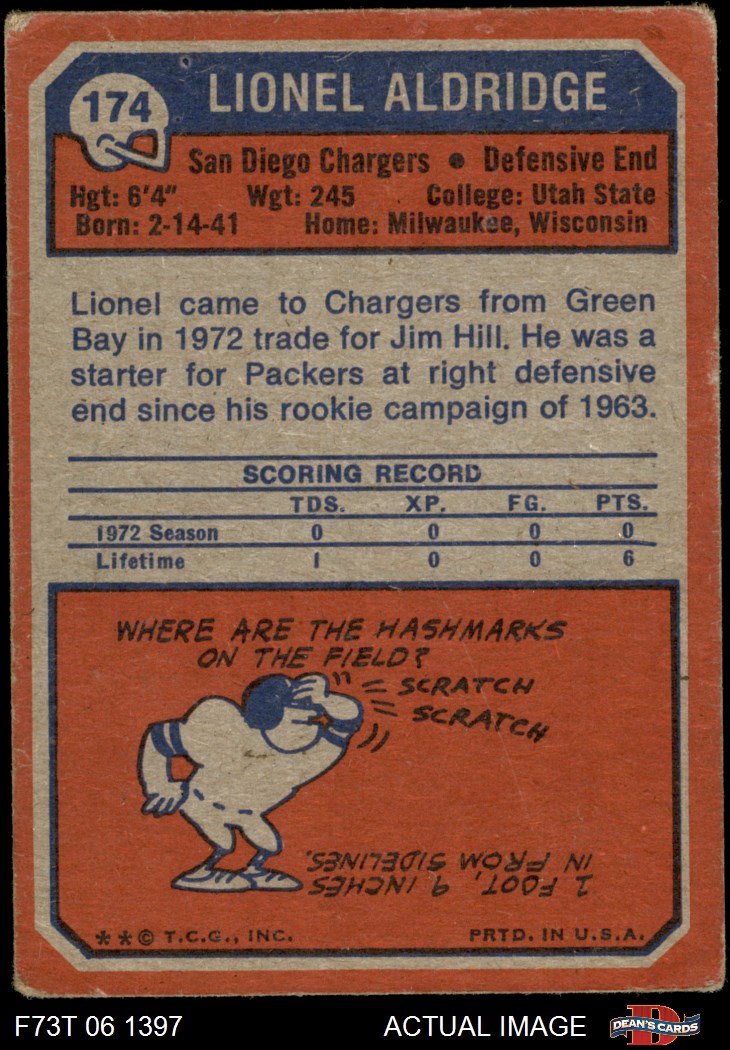 174
LIONEL ALDRIDGE
San Diego Chargers • Defensive End
Hgt: 6'4" Wgt: 245 College: Utah State
Born: 2-14-41 Home: Milwaukee, Wisconsin
Lionel came to Chargers from Green
Bay in 1972 trade for Jim Hill. He was a
starter for Packers at right defensive
end since his rookie campaign of 1963.
SCORING RECORD
TDS. XP. FG. PTS.
1972 Season 0 0 0 0
Lifetime 1 0 0 6
WHERE ARE THE HASHMARKS
ON THE FIELD?
SCRATCH
SCRATCH
1 FOOT, 9 INCHES
IN FROM SIDELINES.
**© T.C.G., INC. PRTD. IN U.S.A.
F73T 06 1397 ACTUAL IMAGE
D
DEAN'S CARDS